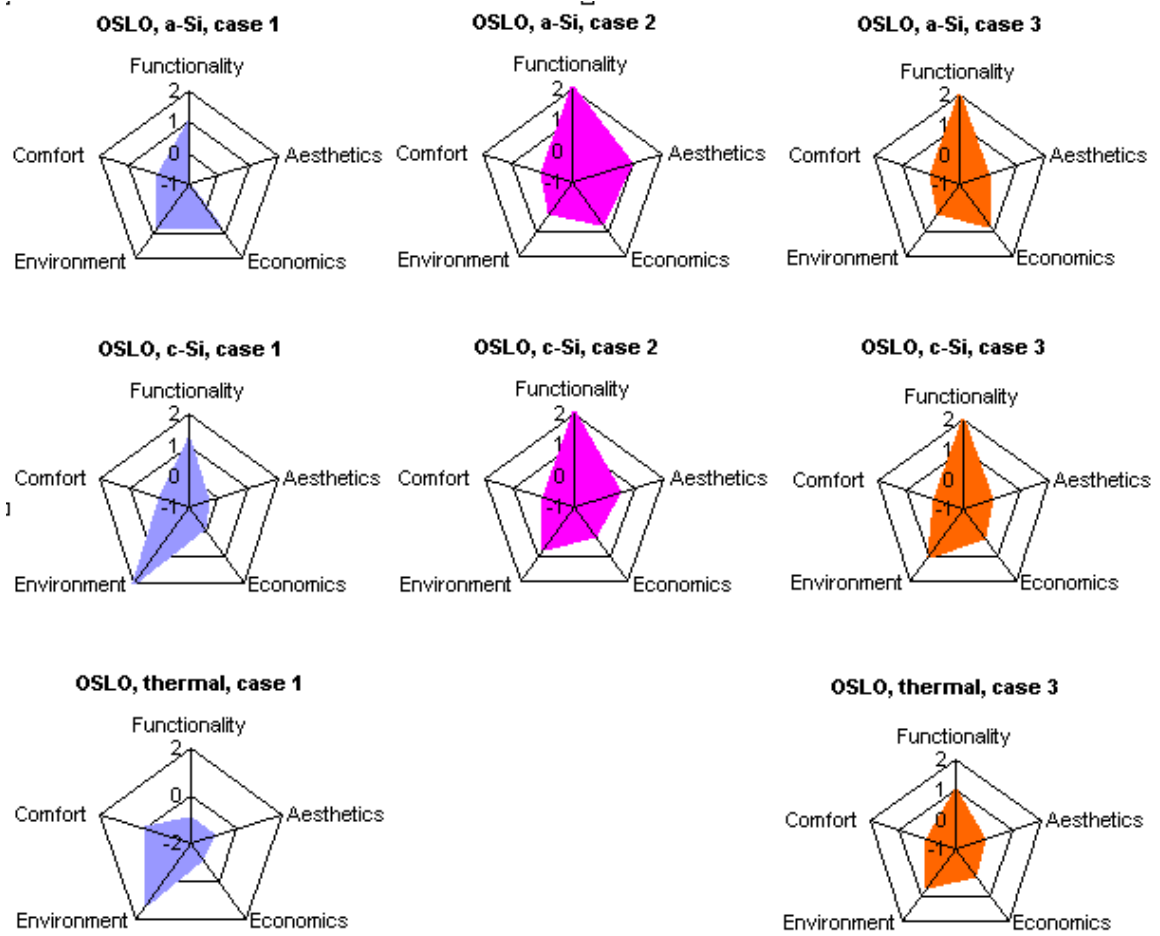 OSLO, a-Si, case 1
Functionality
2
1
0
-1
Comfort
Aesthetics
Environment
Economics
OSLO, a-Si, case 2
Functionality
2
1
0
-1
Comfort
Aesthetics
Environment
Economics
OSLO, a-Si, case 3
Functionality
2
1
0
-1
Comfort
Aesthetics
Environment
Economics
OSLO, c-Si, case 1
Functionality
2
1
0
-1
Comfort
Aesthetics
Environment
Economics
OSLO, c-Si, case 2
Functionality
2
1
0
-1
Comfort
Aesthetics
Environment
Economics
OSLO, c-Si, case 3
Functionality
2
1
0
-1
Comfort
Aesthetics
Environment
Economics
OSLO, thermal, case 1
Functionality
2
0
-2
Comfort
Aesthetics
Environment
Economics
OSLO, thermal, case 3
Functionality
2
1
0
-1
Comfort
Aesthetics
Environment
Economics